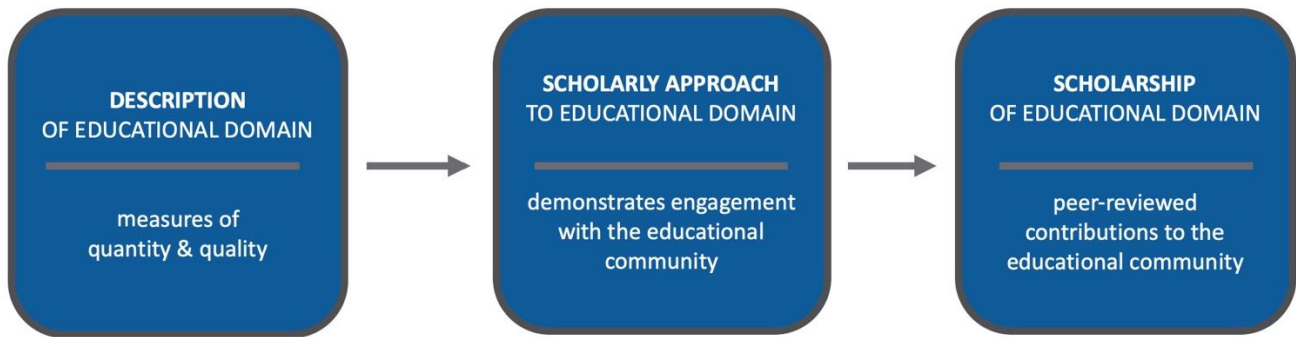 DESCRIPTION
OF EDUCATIONAL DOMAIN
measures of
quantity & quality
SCHOLARLY APPROACH
TO EDUCATIONAL DOMAIN
demonstrates engagement
with the educational
community
SCHOLARSHIP
OF EDUCATIONAL DOMAIN
peer-reviewed
contributions to the
educational community